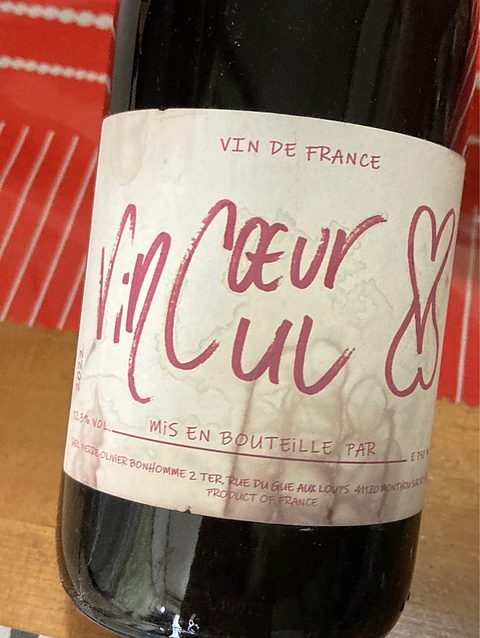 VIN DE FRANCE
Vin CŒUR
CUL
2022
12.5% VOL.
MIS EN BOUTEILLE PAR
E 750
PIERRE-OLIVIER BONHOMME 2 TER, RUE DU GUE AUX LOUPS 41120 MONTHOU SUR
PRODUCT OF FRANCE